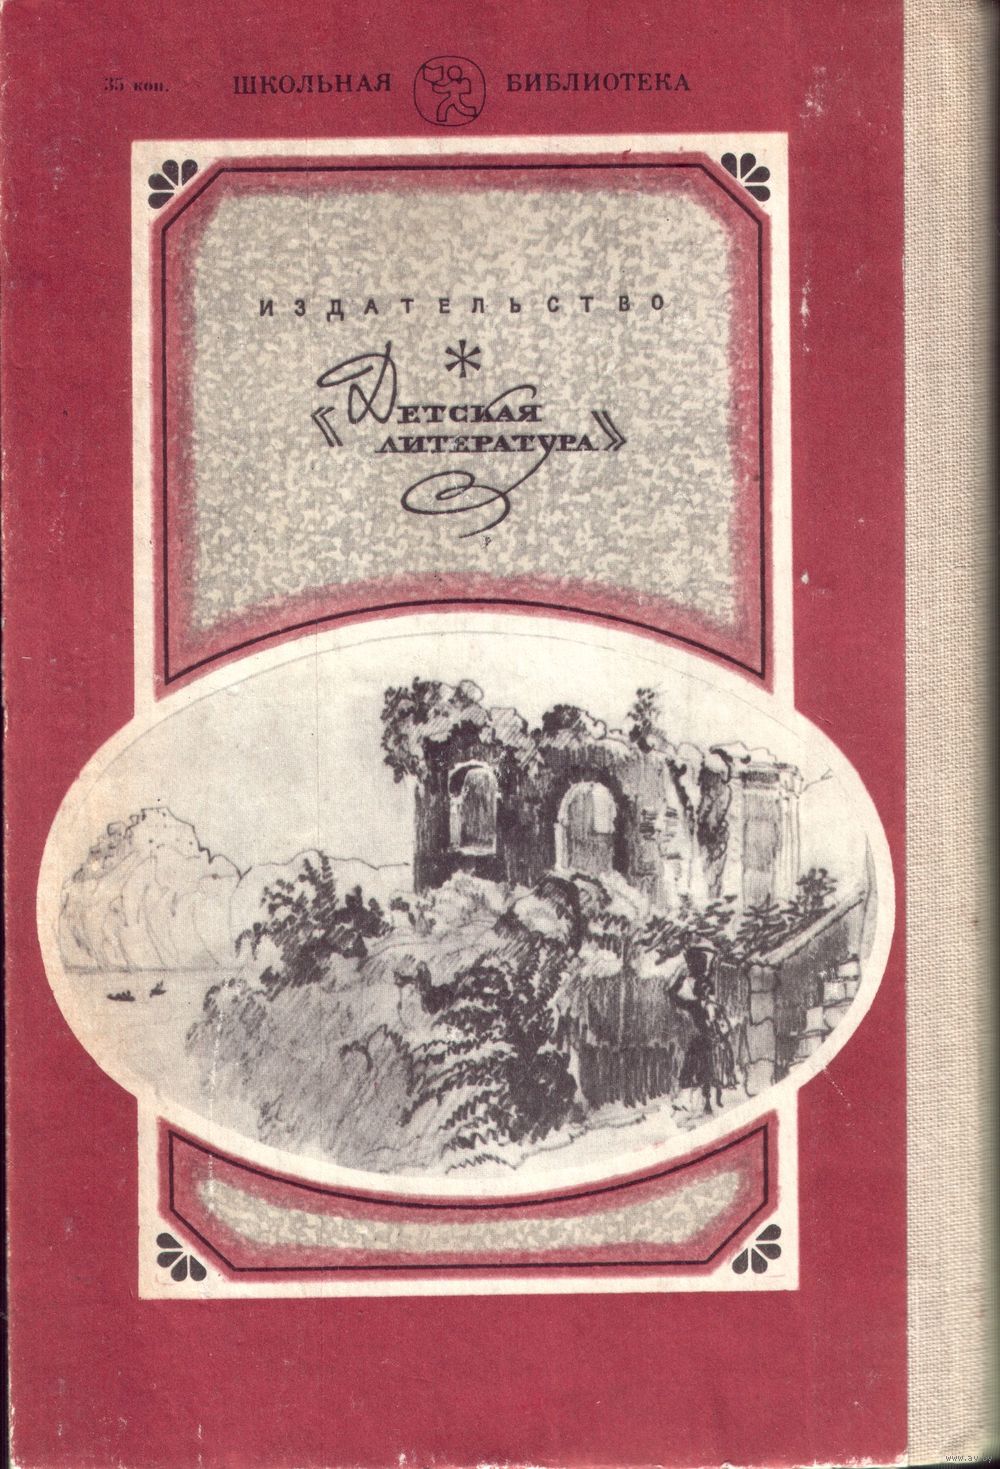 35 коп. ШКОЛЬНАЯ БИБЛИОТЕКА
ИЗДАТЕЛЬСТВО
«ДЕТСКАЯ
ЛИТЕРАТУРА»